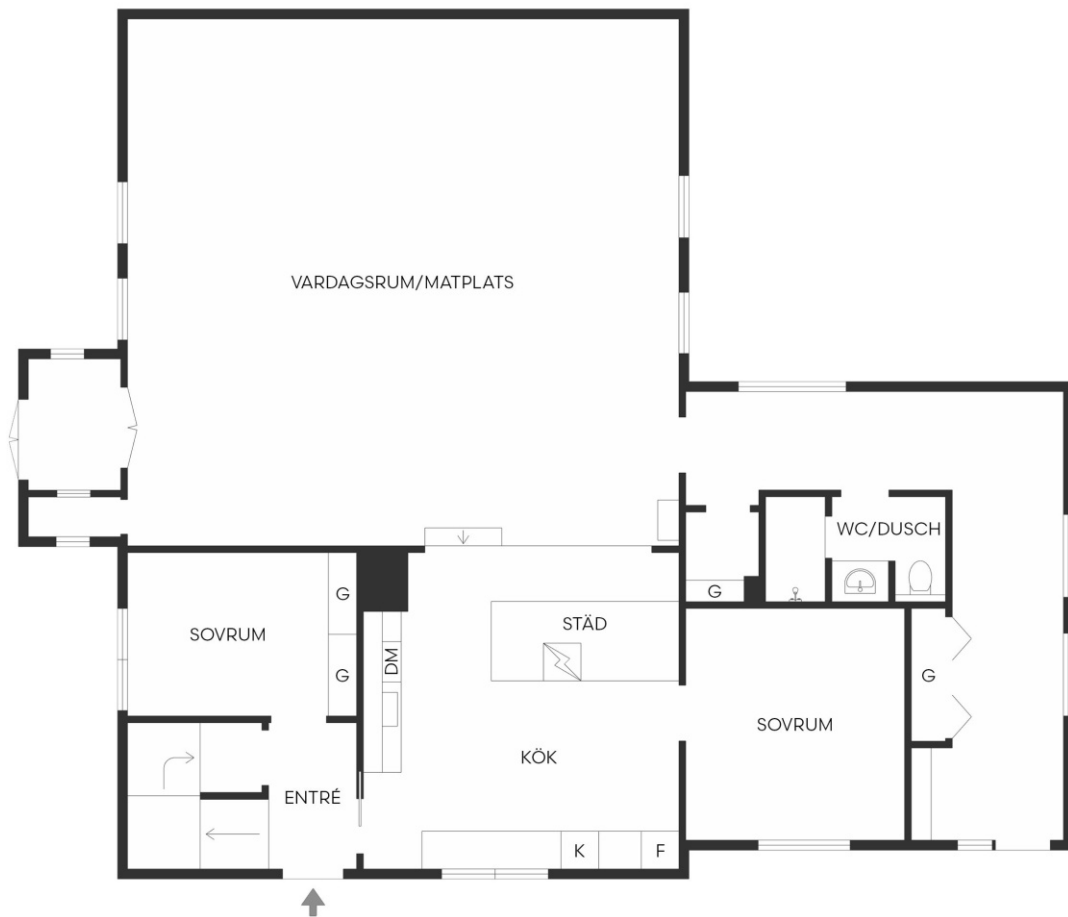 VARDAGSRUM/MATPLATS
WC/DUSCH
G
G
STÄD
SOVRUM
DM
G
G
SOVRUM
KÖK
ENTRÉ
K
F